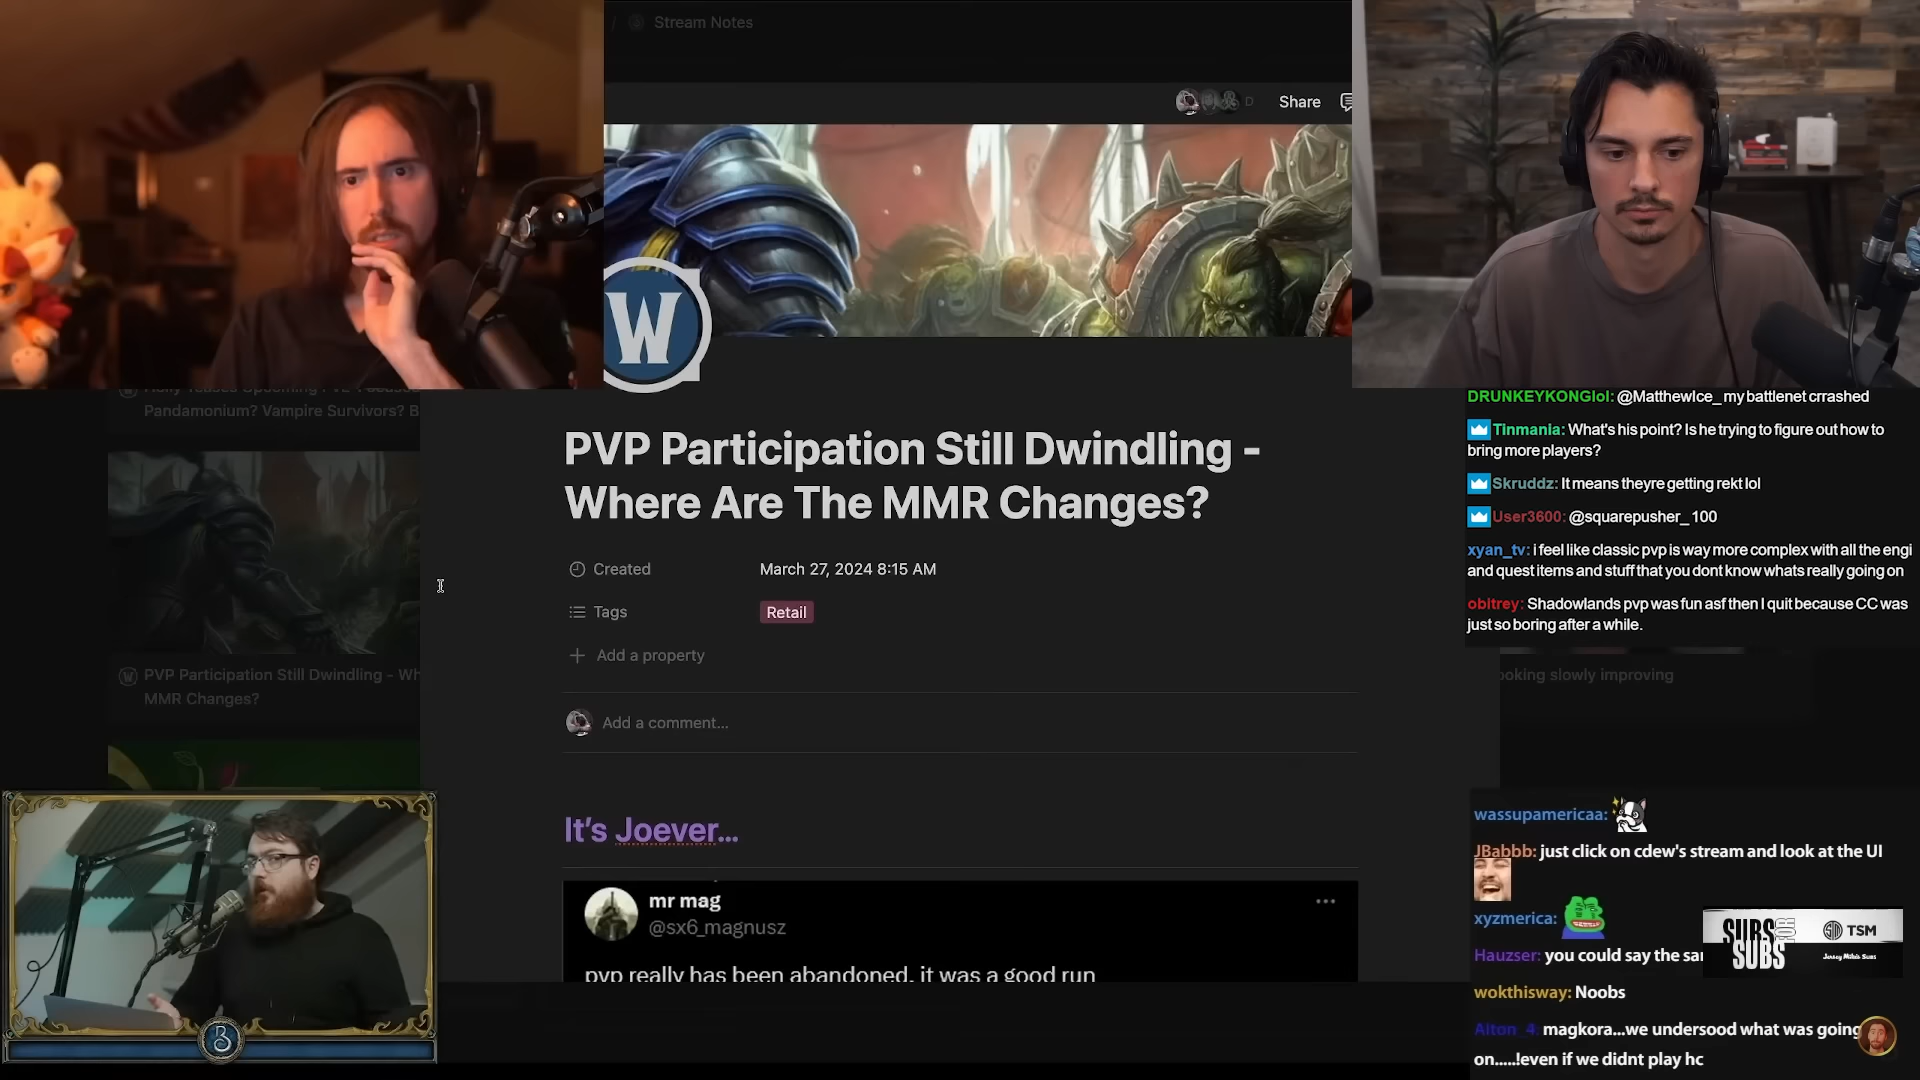 / Stream Notes
D
Share
W
Pandamonium? Vampire Survivors? B
PVP Participation Still Dwindling -
Where Are The MMR Changes?
Created
March 27, 2024 8:15 AM
Tags
Retail
Add a property
PVP Participation Still Dwindling - Wh
MMR Changes?
Add a comment...
It's Joever...
mr mag
@sx6_magnusz
pvp really has been abandoned. it was a good run
B
DRUNKEYKONGlol: @MatthewIce_ my battlenet crrashed
Tinmania: What's his point? Is he trying to figure out how to
bring more players?
Skruddz: It means theyre getting rekt lol
User3600: @squarepusher_ 100
xyan_tv: i feel like classic pvp is way more complex with all the engi
and quest items and stuff that you dont know whats really going on
obltrey: Shadowlands pvp was fun asf then I quit because CC was
just so boring after a while.
ooking slowly improving
wassupamericaa:
JBabbb: just click on cdew's stream and look at the UI
xyzmerica:
Hauzser: you could say the sa
SUBS
FOR
SUBS
TSM
Jersey Mike's Subs
wokthisway: Noobs
Alton_4: magkora...we undersood what was going
on.....!even if we didnt play hc